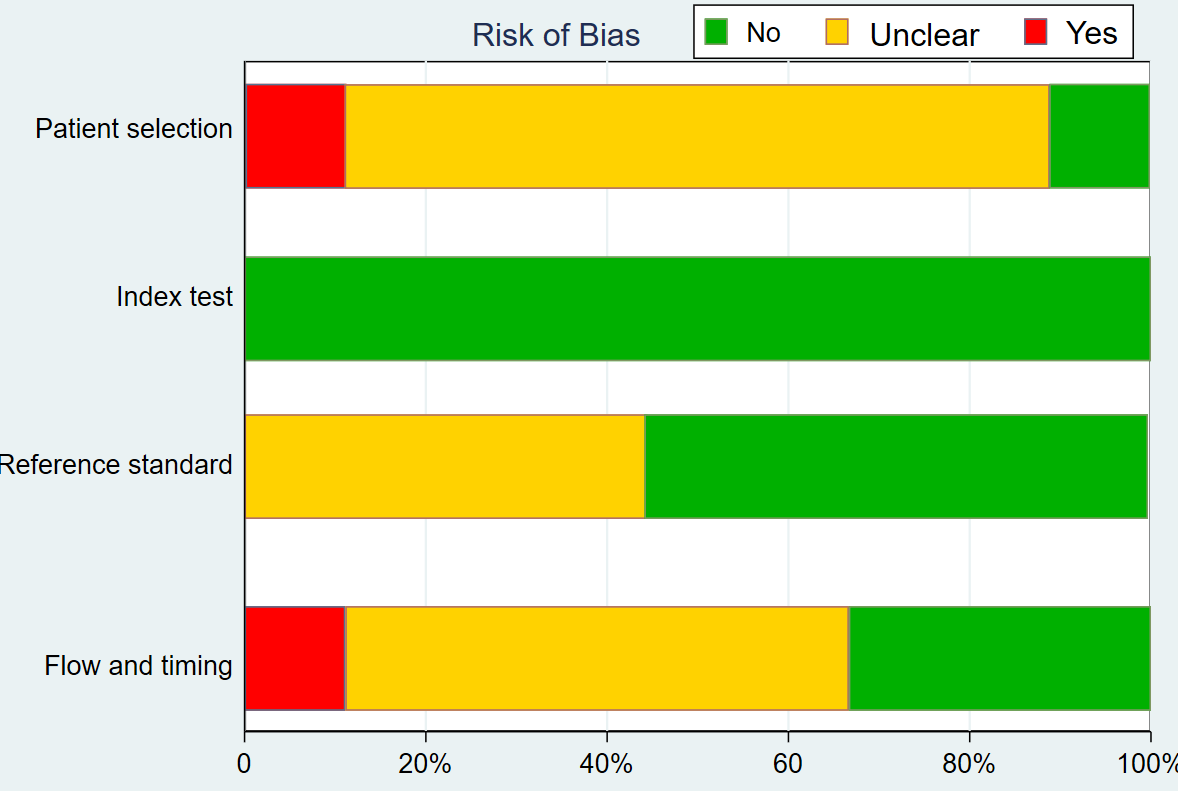 Risk of Bias
No Unclear Yes
Patient selection
Index test
Reference standard
Flow and timing
0 20% 40% 60 80% 100%